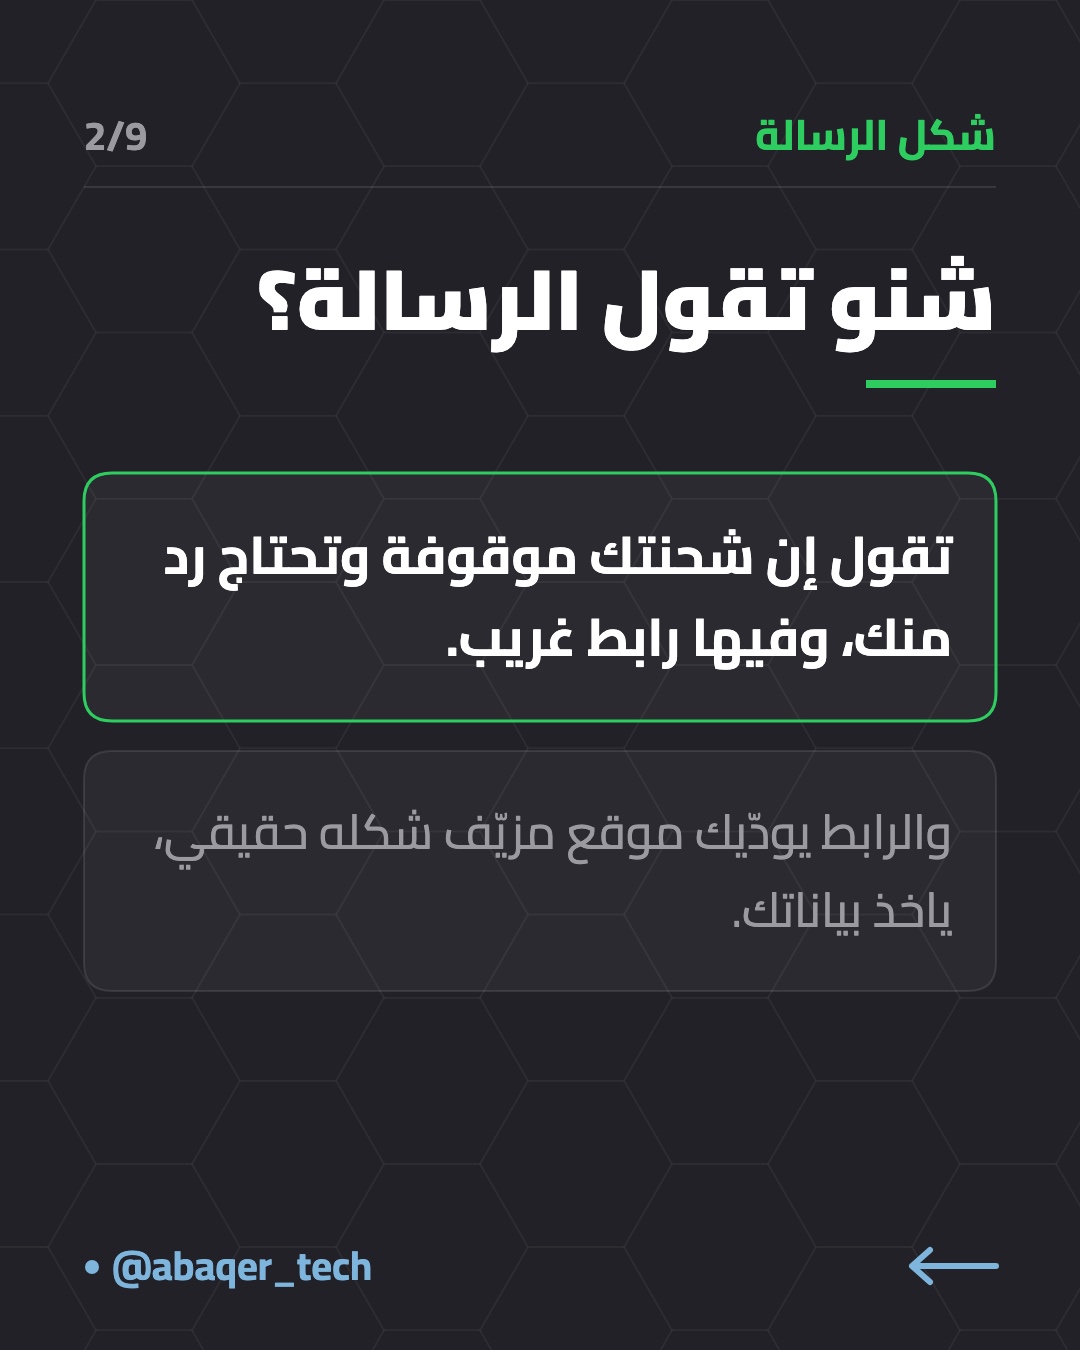 شكل الرسالة
2/9
شنو تقول الرسالة؟
تقول إن شحنتك موقوفة وتحتاج رد
منك، وفيها رابط غريب.
والرابط يودّيك موقع مزيّف شكله حقيقي،
ياخذ بياناتك.
• @abaqer_tech